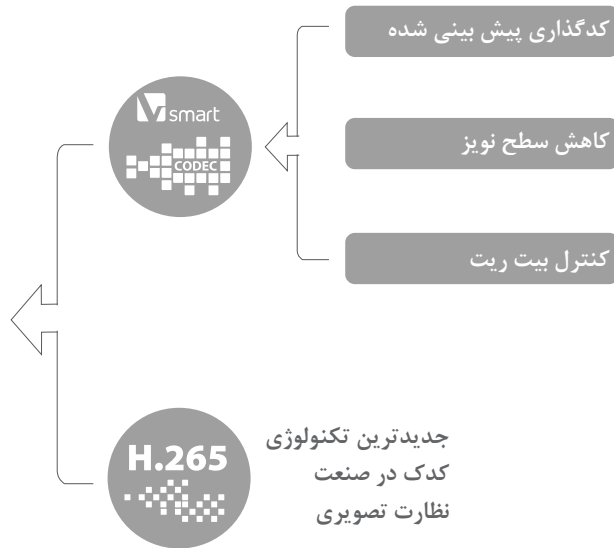 کدگذاری پیش بینی شده
V smart
CODEC
کاهش سطح نویز
کنترل بیت ریت
H.265
جدیدترین تکنولوژی
کدک در صنعت
نظارت تصویری